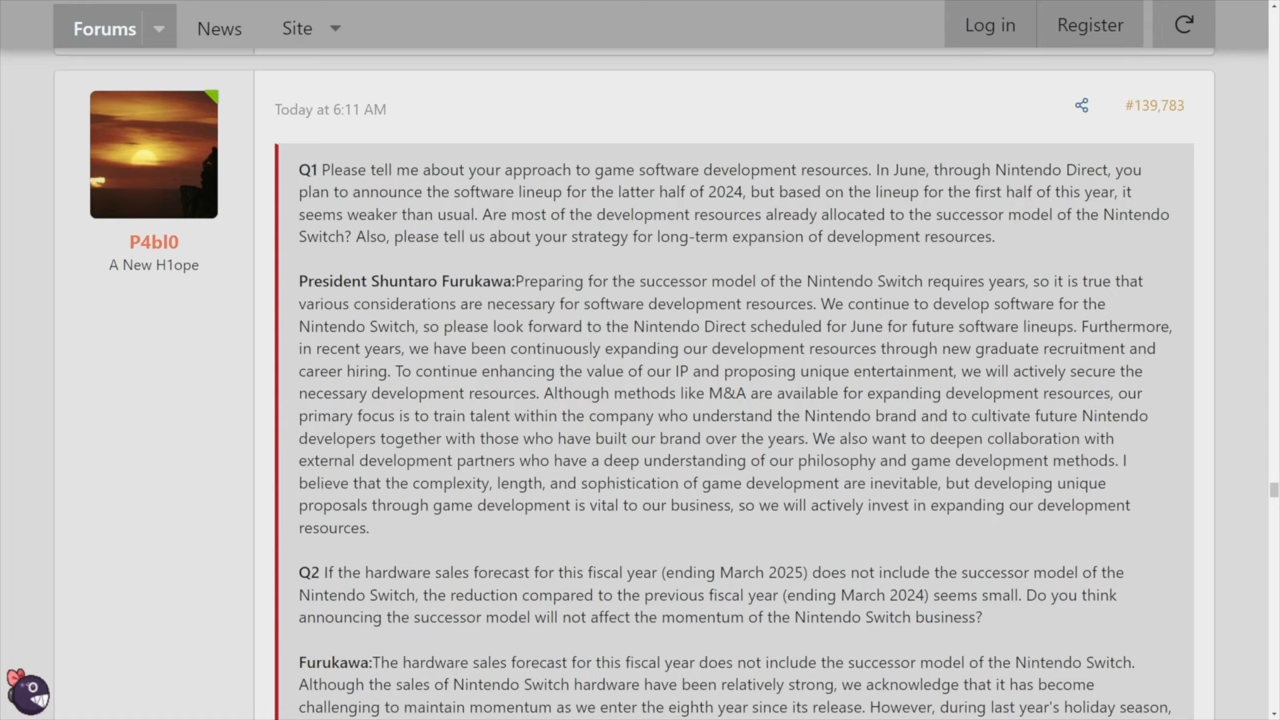 Forums
News
Site
Log in
Register
Today at 6:11 AM
#139,783
P4bl0
A New H1ope
Q1 Please tell me about your approach to game software development resources. In June, through Nintendo Direct, you
plan to announce the software lineup for the latter half of 2024, but based on the lineup for the first half of this year, it
seems weaker than usual. Are most of the development resources already allocated to the successor model of the Nintendo
Switch? Also, please tell us about your strategy for long-term expansion of development resources.
President Shuntaro Furukawa:Preparing for the successor model of the Nintendo Switch requires years, so it is true that
various considerations are necessary for software development resources. We continue to develop software for the
Nintendo Switch, so please look forward to the Nintendo Direct scheduled for June for future software lineups. Furthermore,
in recent years, we have been continuously expanding our development resources through new graduate recruitment and
career hiring. To continue enhancing the value of our IP and proposing unique entertainment, we will actively secure the
necessary development resources. Although methods like M&A are available for expanding development resources, our
primary focus is to train talent within the company who understand the Nintendo brand and to cultivate future Nintendo
developers together with those who have built our brand over the years. We also want to deepen collaboration with
external development partners who have a deep understanding of our philosophy and game development methods. I
believe that the complexity, length, and sophistication of game development are inevitable, but developing unique
proposals through game development is vital to our business, so we will actively invest in expanding our development
resources.
Q2 If the hardware sales forecast for this fiscal year (ending March 2025) does not include the successor model of the
Nintendo Switch, the reduction compared to the previous fiscal year (ending March 2024) seems small. Do you think
announcing the successor model will not affect the momentum of the Nintendo Switch business?
Furukawa:The hardware sales forecast for this fiscal year does not include the successor model of the Nintendo Switch.
Although the sales of Nintendo Switch hardware have been relatively strong, we acknowledge that it has become
challenging to maintain momentum as we enter the eighth year since its release. However, during last year's holiday season,